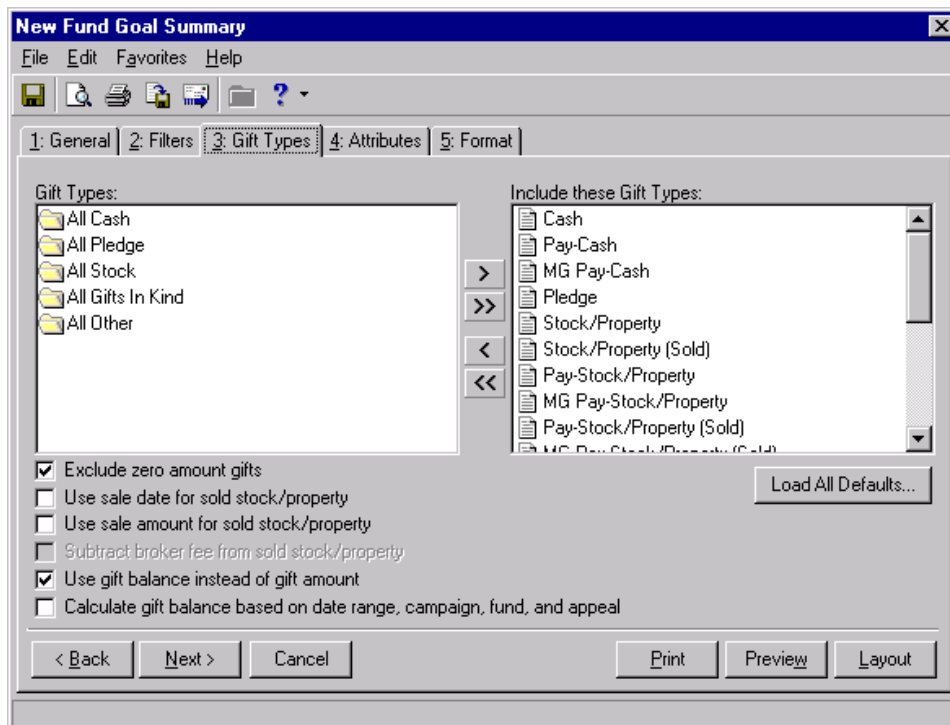 New Fund Goal Summary
File Edit Favorites Help
1: General 2: Filters 3: Gift Types 4: Attributes 5: Format
Gift Types:
All Cash
All Pledge
All Stock
All Gifts In Kind
All Other
>
>>
<
<<
Include these Gift Types:
Cash
Pay-Cash
MG Pay-Cash
Pledge
Stock/Property
Stock/Property (Sold)
Pay-Stock/Property
MG Pay-Stock/Property
Pay-Stock/Property (Sold)
MG Pay-Stock/Property (Sold)
Load All Defaults...
Exclude zero amount gifts
Use sale date for sold stock/property
Use sale amount for sold stock/property
Subtract broker fee from sold stock/property
Use gift balance instead of gift amount
Calculate gift balance based on date range, campaign, fund, and appeal
< Back Next > Cancel Print Preview Layout